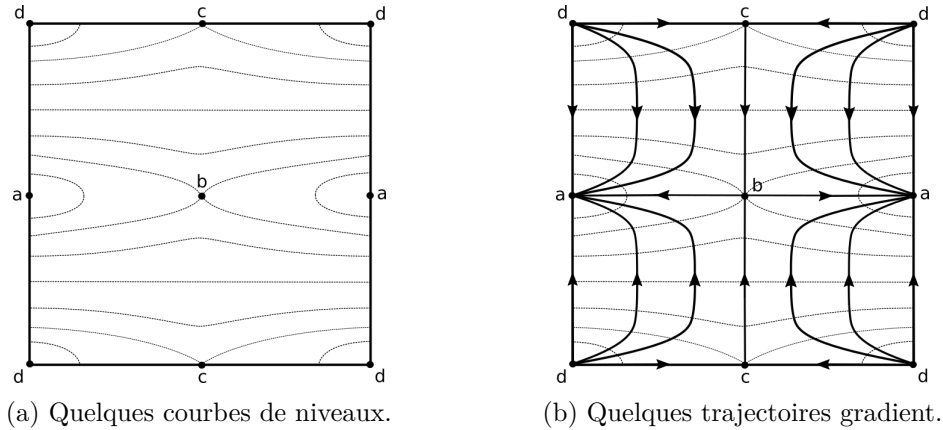 d c d d c d
a b a a b a
d c d d c d
(a) Quelques courbes de niveaux. (b) Quelques trajectoires gradient.